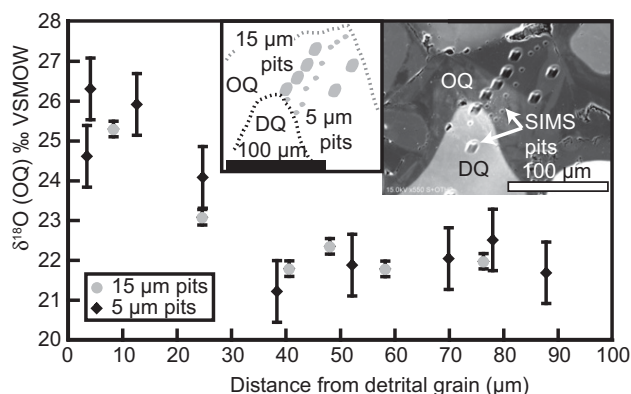 28
27
26
25
24
23
22
21
20
δ¹⁸O (OQ) ‰ VSMOW
15 µm
pits
OQ
DQ
5 µm
pits
100 µm
OQ
SIMS
pits
DQ
100 µm
15 µm pits
5 µm pits
0 10 20 30 40 50 60 70 80 90 100
Distance from detrital grain (µm)